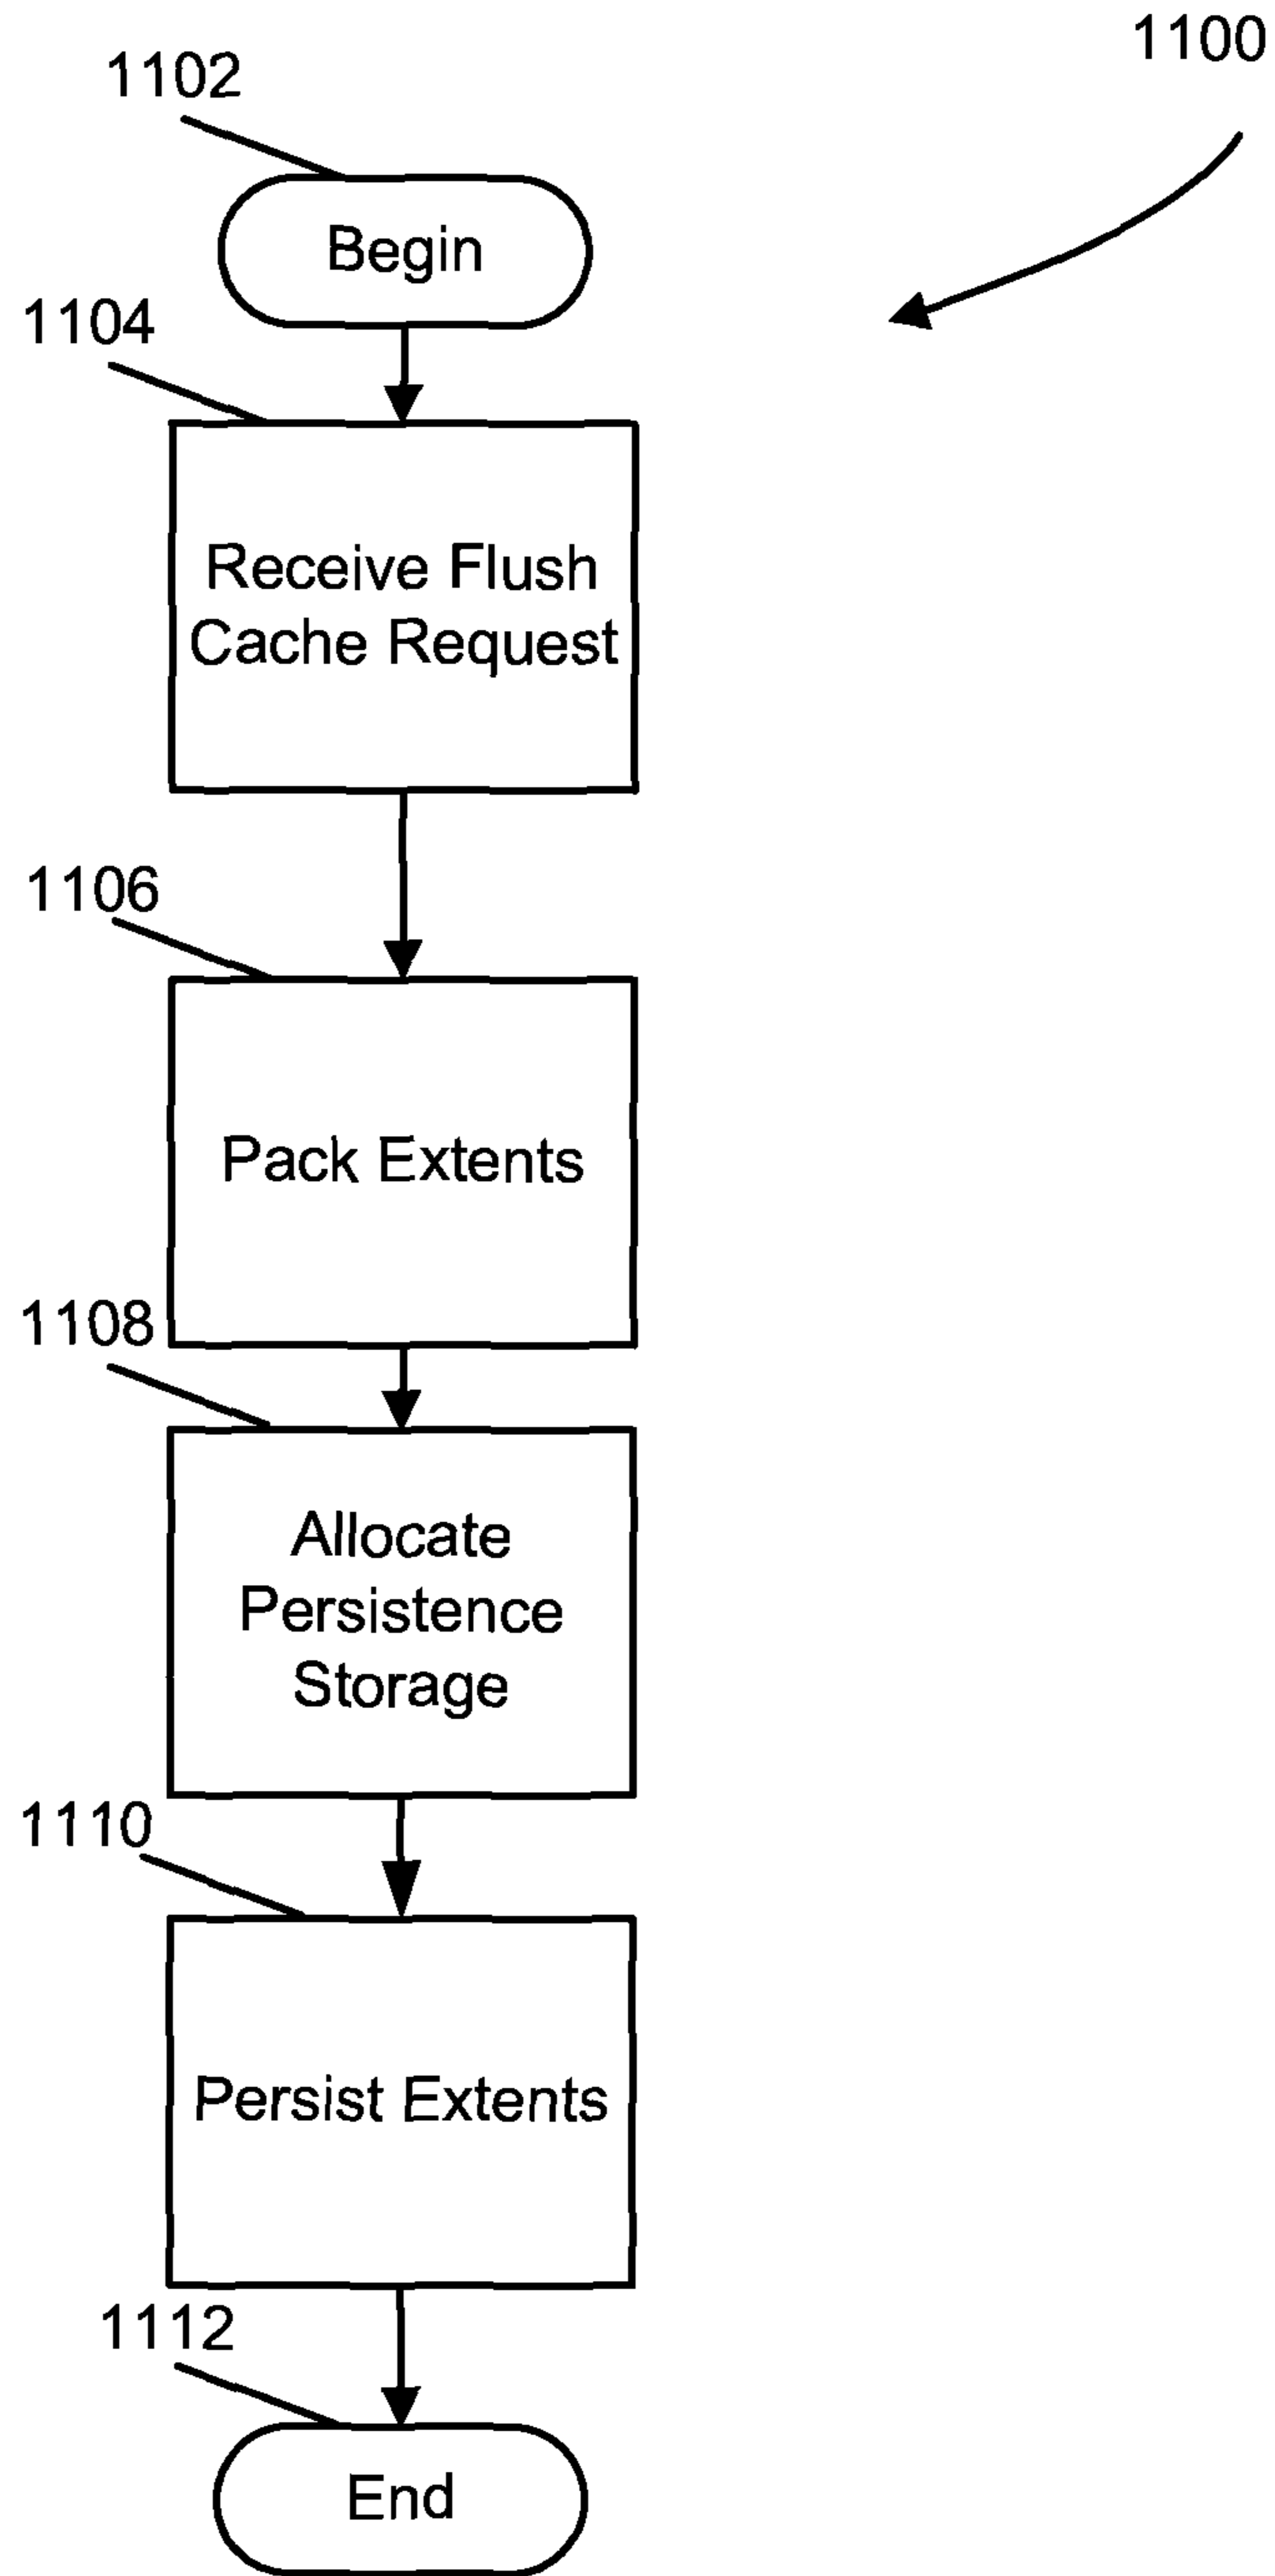 1100
1102
Begin
1104
Receive Flush
Cache Request
1106
Pack Extents
1108
Allocate
Persistence
Storage
1110
Persist Extents
1112
End